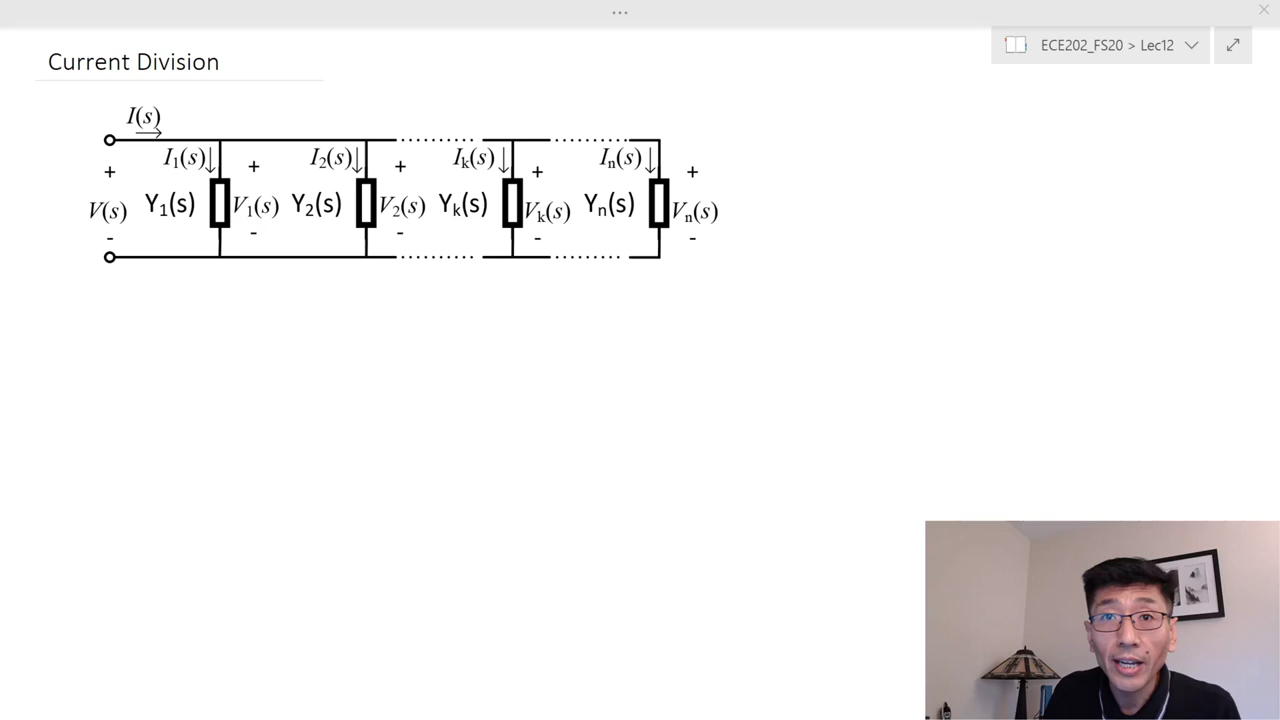 ...
ECE202_FS20 > Lec12
Current Division
I(s)
I1(s)↓ + I2(s)↓ + Ik(s)↓ + In(s)↓ +
+
V(s) Y1(s) V1(s) Y2(s) V2(s) Yk(s) Vk(s) Yn(s) Vn(s)
- - - - -